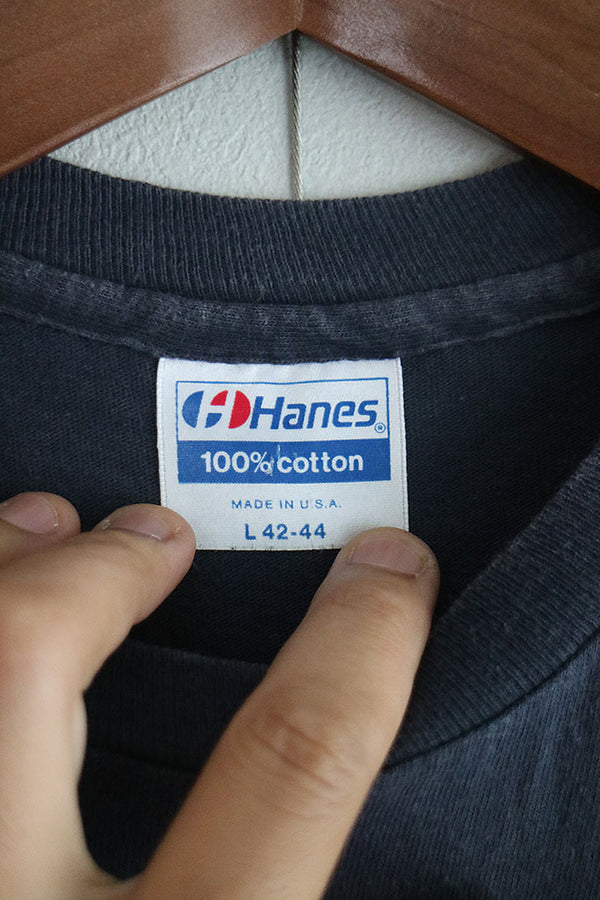 Hanes®
100% cotton
MADE IN U.S.A.
L 42-44